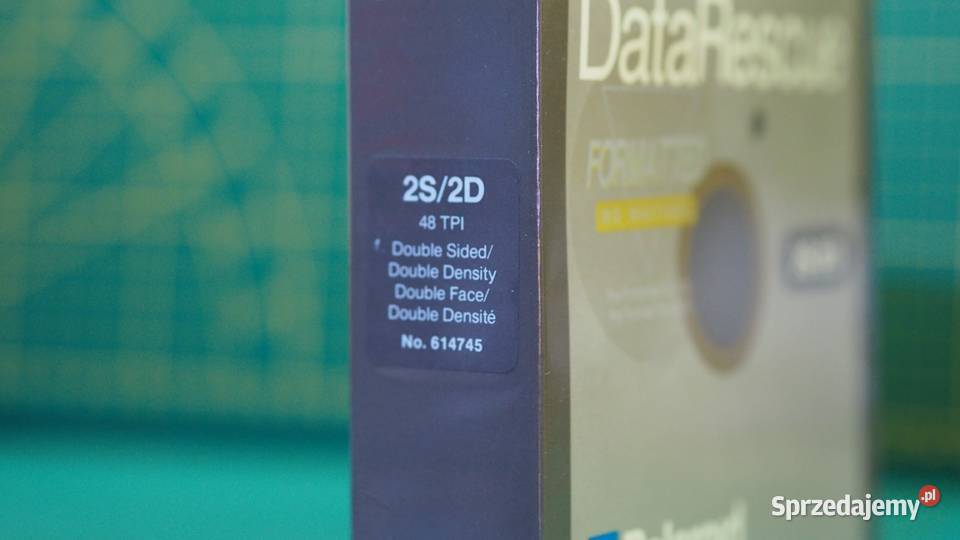 2S/2D
48 TPI
Double Sided/
Double Density
Double Face/
Double Densité
No. 614745
DataRescue
FORMATTED
Sprzedajemy.pl